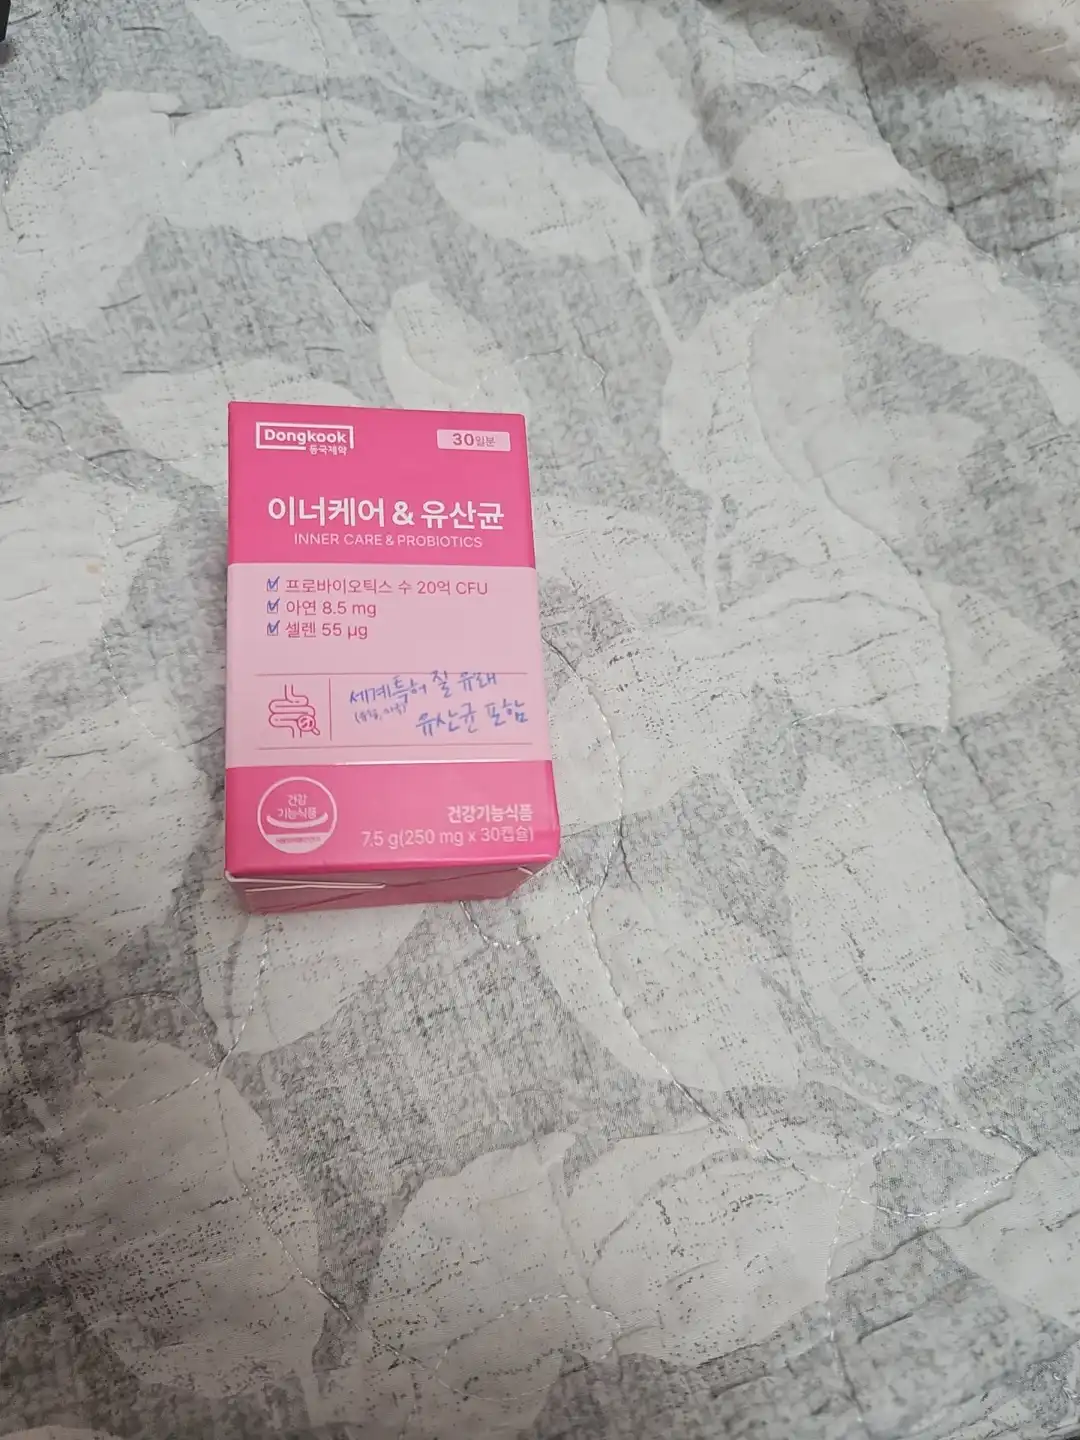 Dongkook
동국제약
30일분
이너케어 & 유산균
INNER CARE & PROBIOTICS
프로바이오틱스 수 20억 CFU
아연 8.5 mg
셀렌 55 μg
세계특허 질 유래
유산균 포함
건강
기능식품
건강기능식품
7.5 g(250 mg x 30캡슐)